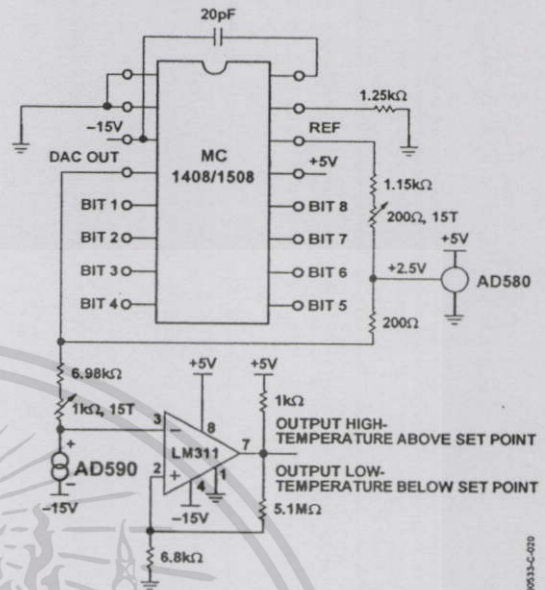 20pF
–15V
DAC OUT
BIT 1
BIT 2
BIT 3
BIT 4
MC
1408/1508
1.25kΩ
REF
+5V
BIT 8
BIT 7
BIT 6
BIT 5
1.15kΩ
200Ω, 15T
+5V
+2.5V
AD580
200Ω
6.98kΩ
1kΩ, 15T
+
AD590
–
–15V
+5V
+5V
1kΩ
3
–
8
LM311
7
2
+
4
1
–15V
OUTPUT HIGH-
TEMPERATURE ABOVE SET POINT
OUTPUT LOW-
TEMPERATURE BELOW SET POINT
5.1MΩ
6.8kΩ
00533-C-020